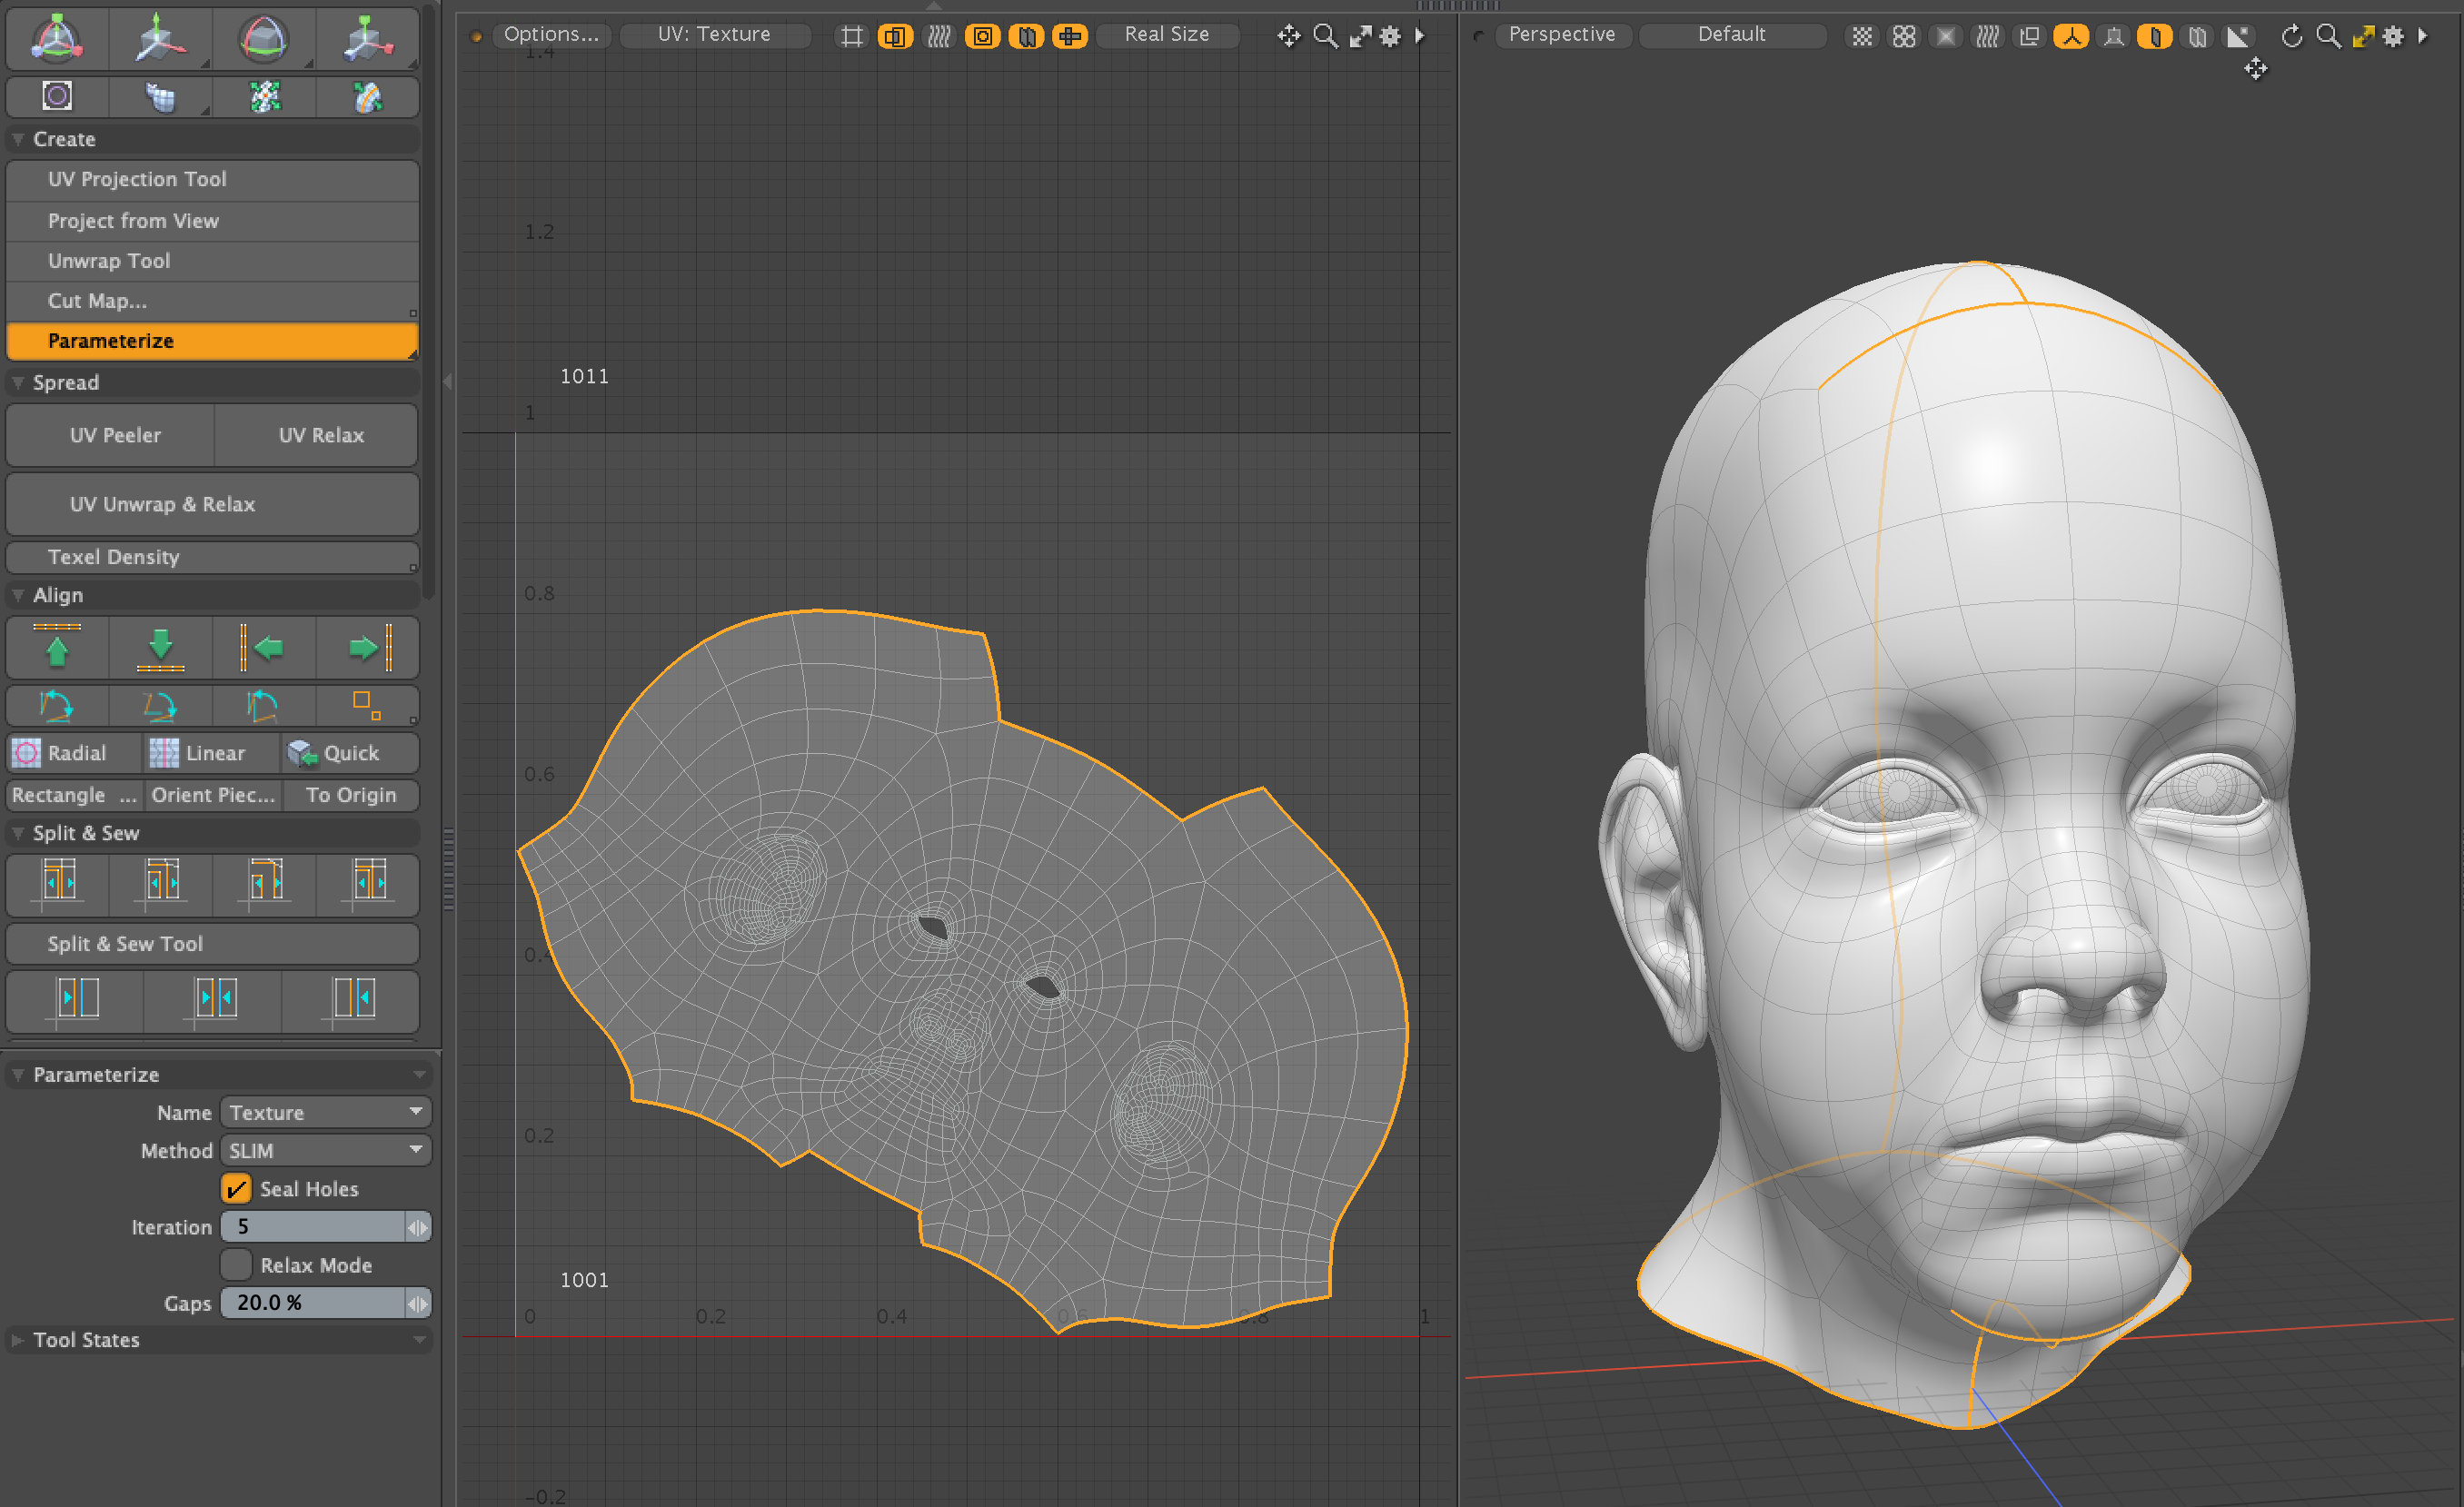 Create
UV Projection Tool
Project from View
Unwrap Tool
Cut Map...
Parameterize
Spread
UV Peeler
UV Relax
UV Unwrap & Relax
Texel Density
Align
Radial
Linear
Quick
Rectangle ...
Orient Piec...
To Origin
Split & Sew
Split & Sew Tool
Parameterize
Name Texture
Method SLIM
Seal Holes
Iteration 5
Relax Mode
Gaps 20.0 %
Tool States
Options...
UV: Texture
Real Size
1.4
1.2
1011
1
0.8
0.6
0.4
0.2
1001
0 0.2 0.4 0.6 0.8 1
-0.2
Perspective
Default